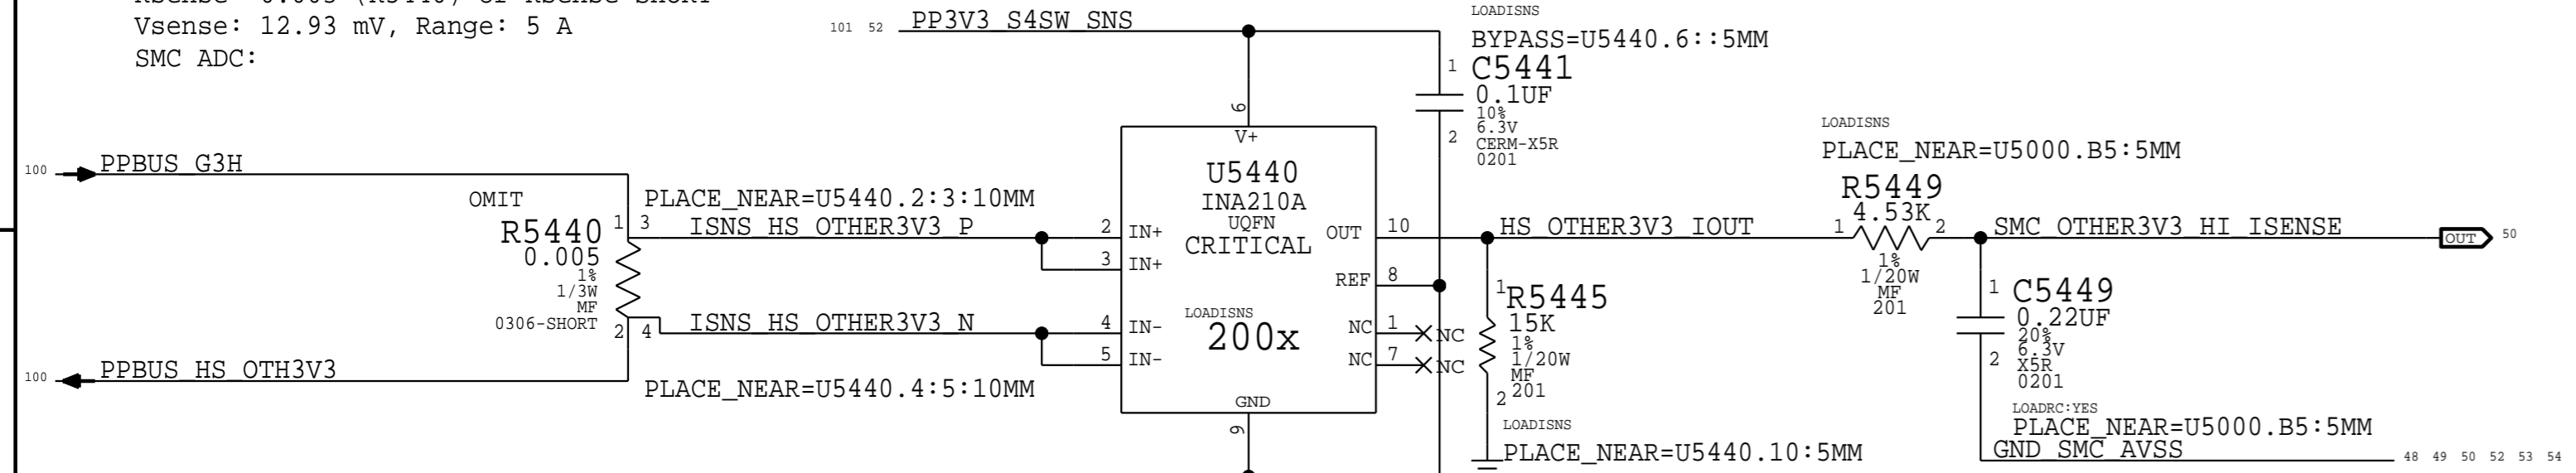 Vsense: 12.93 mV, Range: 5 A
SMC ADC:
101 52 PP3V3_S4SW_SNS
LOADISNS
BYPASS=U5440.6::5MM
1 C5441
0.1UF
10%
6.3V
2 CERM-X5R
0201
6
V+
100 PPBUS_G3H
OMIT
PLACE_NEAR=U5440.2:3:10MM
1 3 ISNS_HS_OTHER3V3_P
R5440
0.005
1%
1/3W
MF
0306-SHORT
2 4 ISNS_HS_OTHER3V3_N
100 PPBUS_HS_OTH3V3
PLACE_NEAR=U5440.4:5:10MM
U5440
INA210A
UQFN
CRITICAL
2 IN+
3 IN+
4 IN-
5 IN-
LOADISNS
200x
OUT 10
REF 8
NC 1 NC
NC 7 NC
GND
9
HS_OTHER3V3_IOUT
1 R5445
15K
1%
1/20W
MF
201
2
LOADISNS
PLACE_NEAR=U5440.10:5MM
LOADISNS
PLACE_NEAR=U5000.B5:5MM
R5449
4.53K
1 2
1%
1/20W
MF
201
SMC_OTHER3V3_HI_ISENSE
OUT 50
1 C5449
0.22UF
20%
6.3V
2 X5R
0201
LOADRC:YES
PLACE_NEAR=U5000.B5:5MM
GND_SMC_AVSS
48 49 50 52 53 54